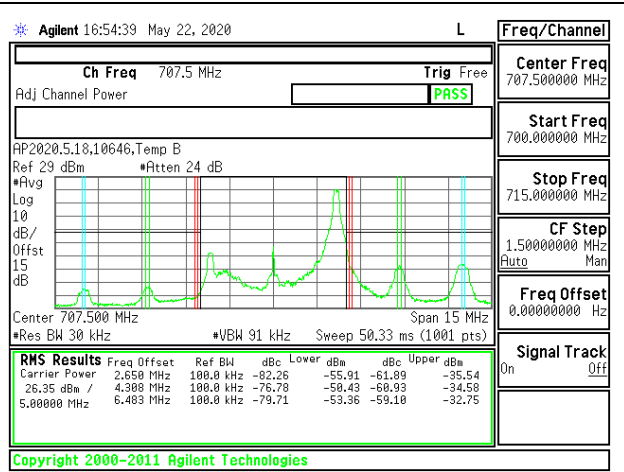 Agilent 16:54:39 May 22, 2020 L
Freq/Channel
Ch Freq 707.5 MHz Trig Free
Adj Channel Power PASS
AP2020.5.18,10646,Temp B
Ref 29 dBm #Atten 24 dB
#Avg
Log
10
dB/
Offst
15
dB
Center 707.500 MHz Span 15 MHz
#Res BW 30 kHz #VBW 91 kHz Sweep 50.33 ms (1001 pts)
RMS Results Freq Offset Ref BW dBc Lower dBm dBc Upper dBm
Carrier Power 2.650 MHz 100.0 kHz -82.26 -55.91 -61.89 -35.54
26.35 dBm / 4.308 MHz 100.0 kHz -76.78 -50.43 -60.93 -34.58
5.00000 MHz 6.483 MHz 100.0 kHz -79.71 -53.36 -59.10 -32.75
Copyright 2000-2011 Agilent Technologies
Center Freq
707.500000 MHz
Start Freq
700.000000 MHz
Stop Freq
715.000000 MHz
CF Step
1.50000000 MHz
Auto Man
Freq Offset
0.00000000 Hz
Signal Track
On Off